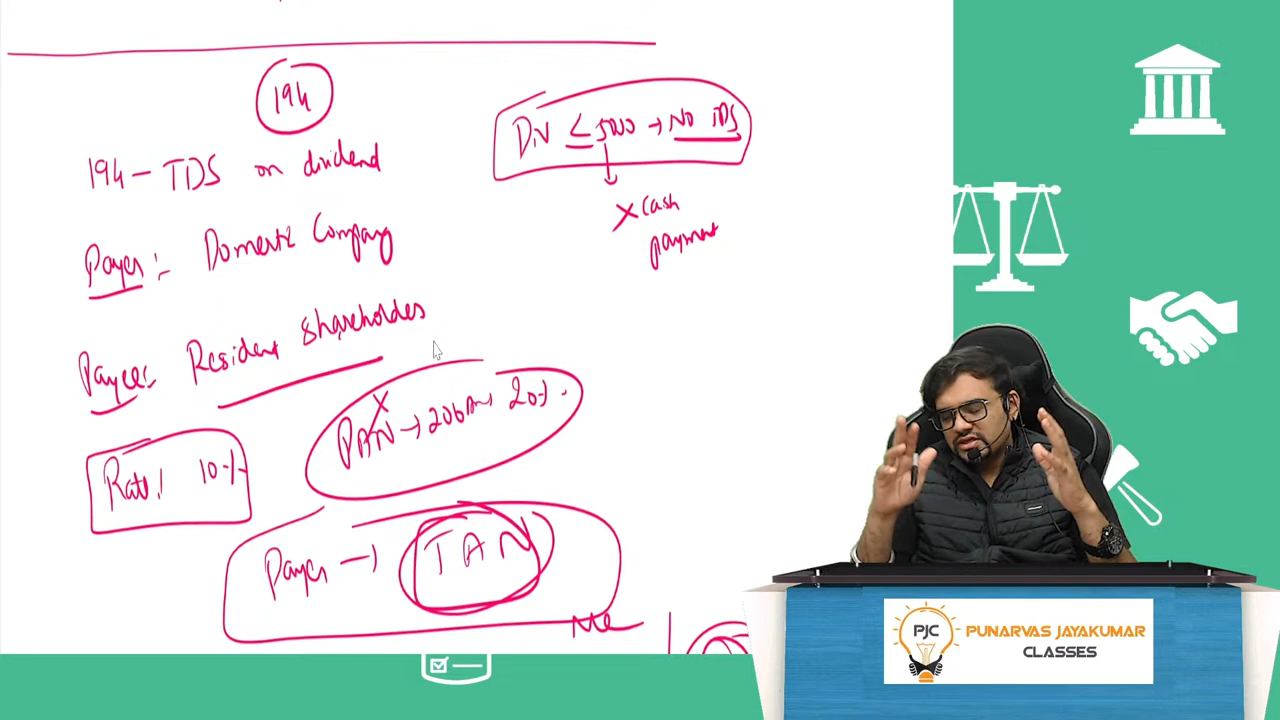 194
194 - TDS on dividend
Payer :- Domestic Company
Payee:- Resident shareholdes
Rate: 10%
Div ≤ 5000 → No TDS
X cash
payment
PAN → 206AA → 20%.
Payer → TAN
PJC
PUNARVAS JAYAKUMAR
CLASSES